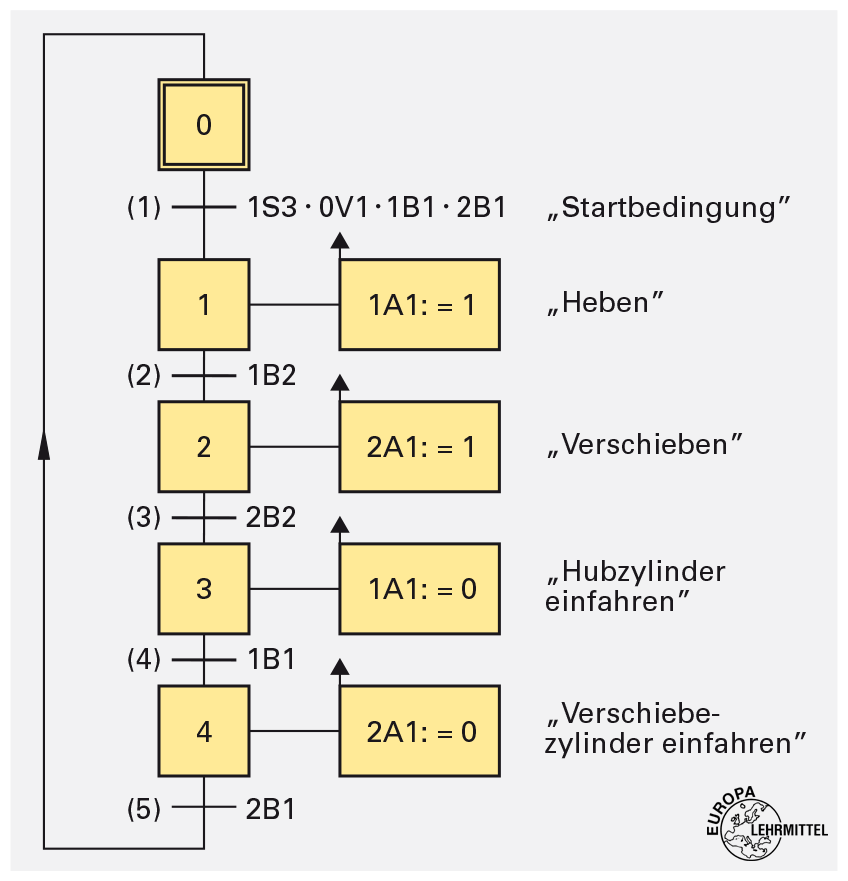 0
(1) 1S3 · 0V1 · 1B1 · 2B1 „Startbedingung”
1 1A1: = 1 „Heben”
(2) 1B2
2 2A1: = 1 „Verschieben”
(3) 2B2
3 1A1: = 0 „Hubzylinder
einfahren”
(4) 1B1
4 2A1: = 0 „Verschiebe-
zylinder einfahren”
(5) 2B1
EUROPA
LEHRMITTEL